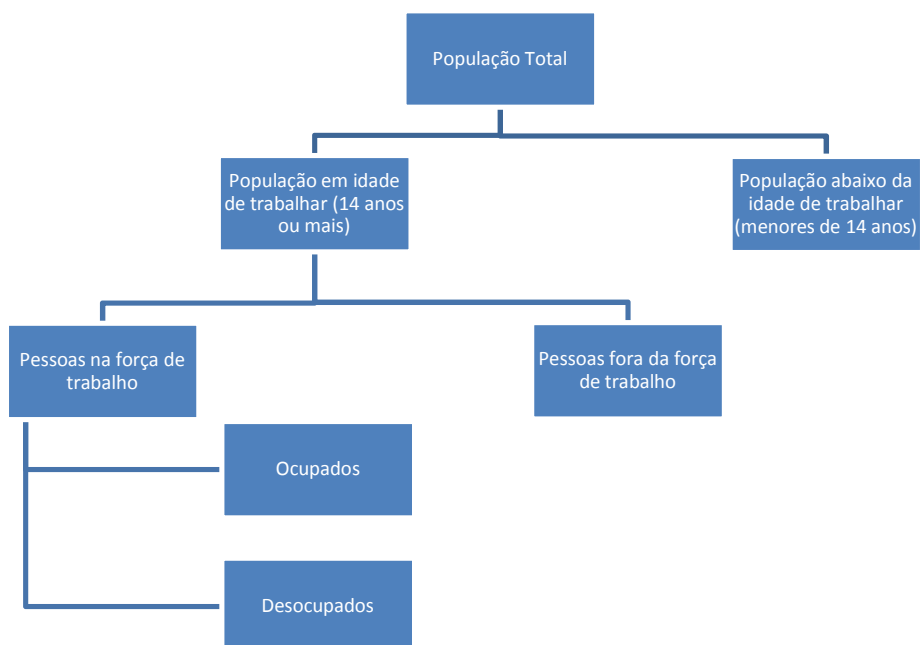 População Total
População em idade
de trabalhar (14 anos
ou mais)
População abaixo da
idade de trabalhar
(menores de 14 anos)
Pessoas na força de
trabalho
Pessoas fora da força
de trabalho
Ocupados
Desocupados